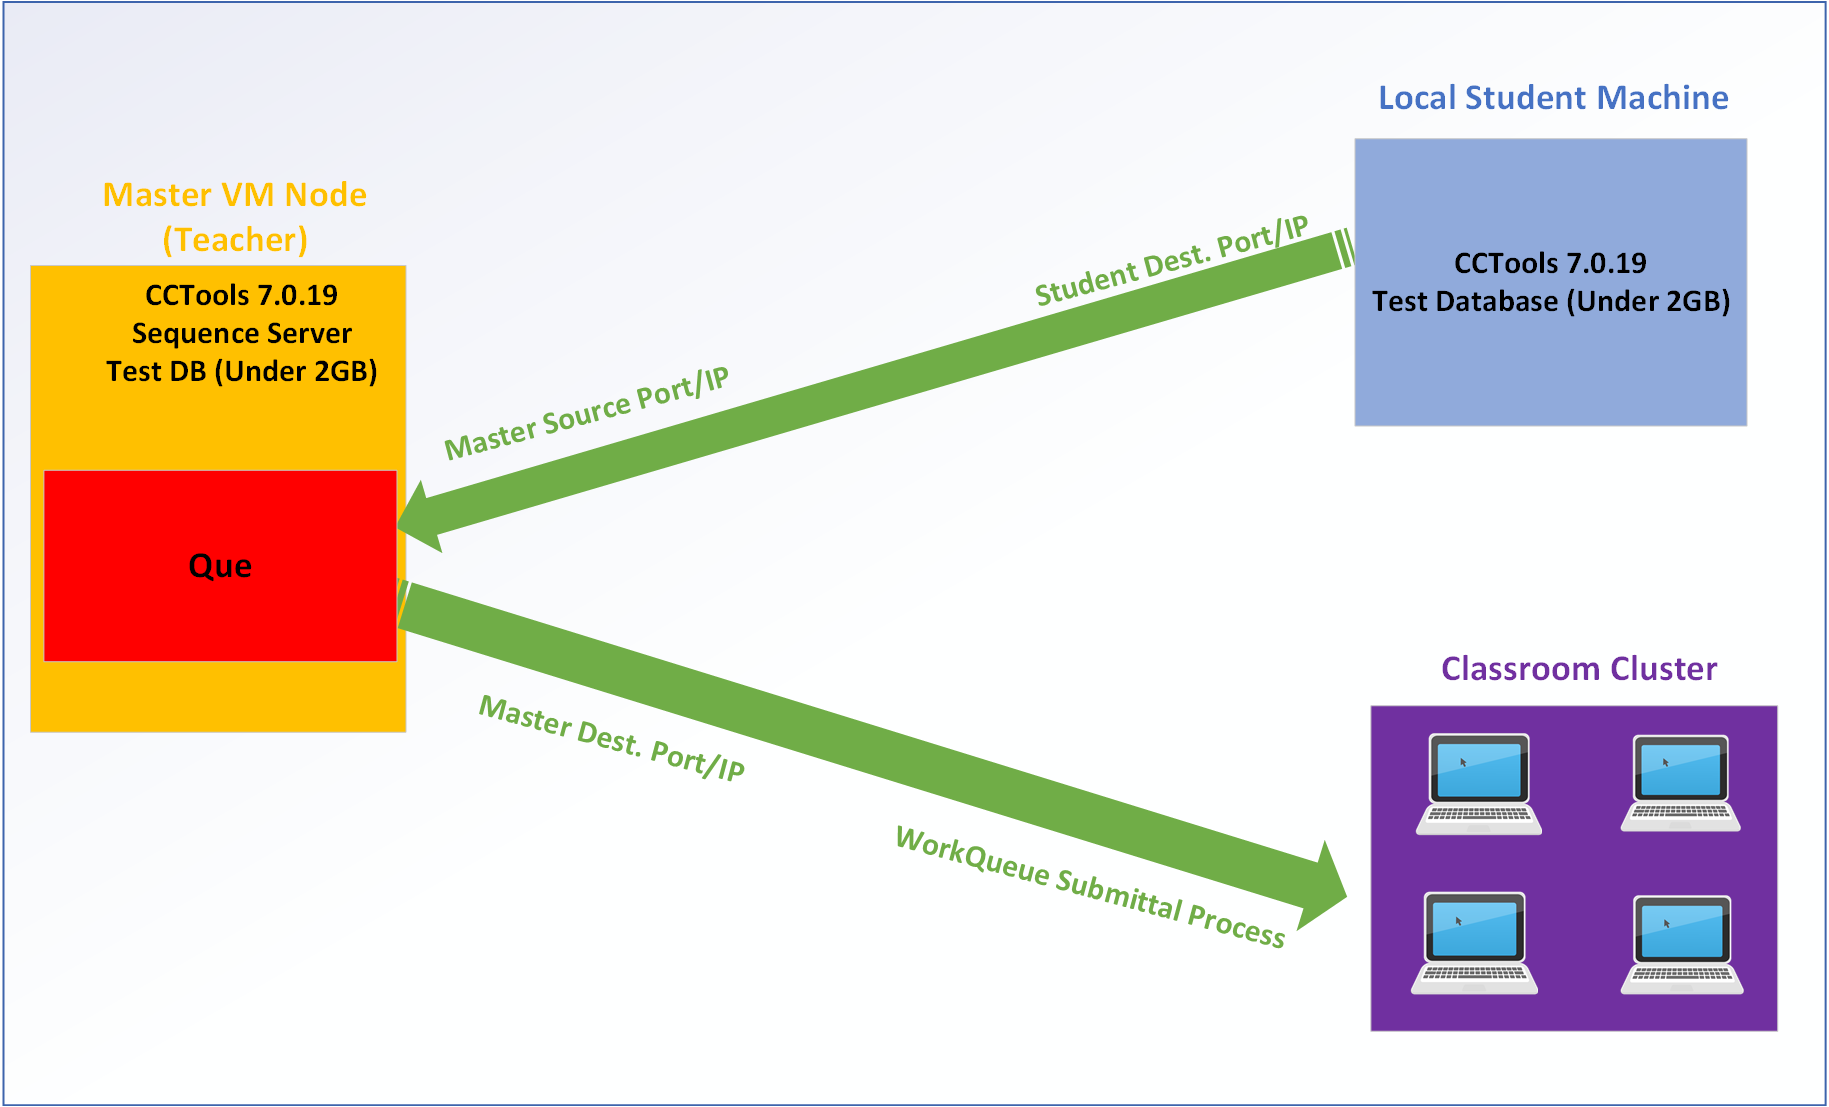 Master VM Node
(Teacher)
CCTools 7.0.19
Sequence Server
Test DB (Under 2GB)
Que
Master Source Port/IP
Student Dest. Port/IP
Local Student Machine
CCTools 7.0.19
Test Database (Under 2GB)
Master Dest. Port/IP
WorkQueue Submittal Process
Classroom Cluster